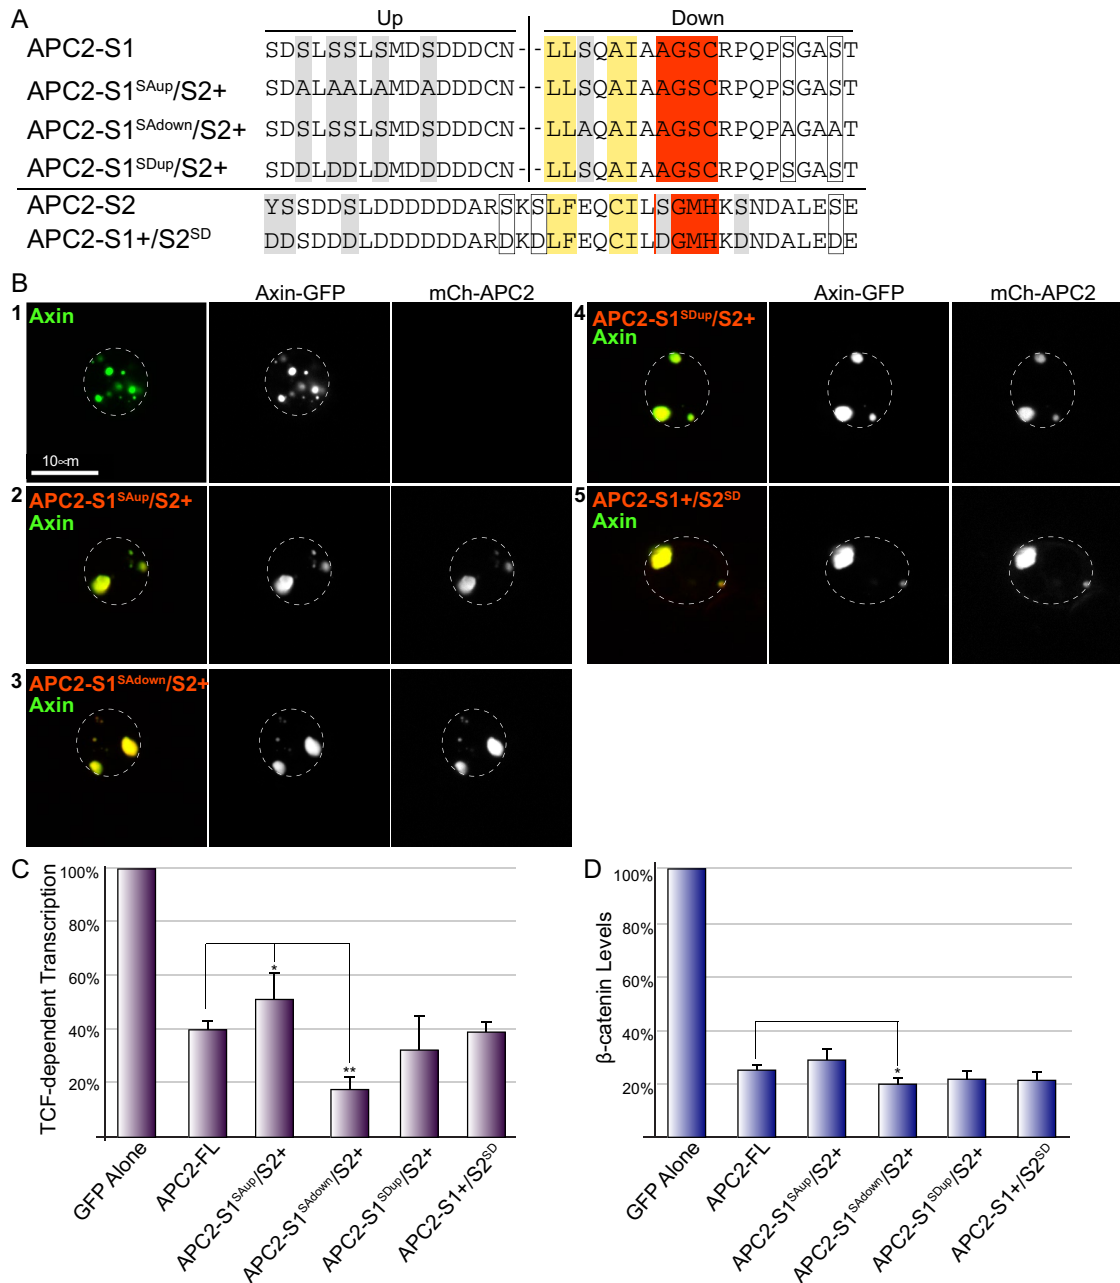 A
Up Down
APC2-S1 SDSLSSLSMDSDDDCN--LLSQAIAAGSCRPQPSGAST
APC2-S1SAup/S2+ SDALAALAMDADDDCN--LLSQAIAAGSCRPQPSGAST
APC2-S1SAdown/S2+ SDSLSSLSMDSDDDCN--LLAQAIAAGSCRPQPAGAAT
APC2-S1SDup/S2+ SDDLDDLDMDDDDDCN--LLSQAIAAGSCRPQPSGAST
APC2-S2 YSSDDSLDDDDDDARSKSLFEQCILSGMHKSNDALESE
APC2-S1+/S2SD DDSDDDLDDDDDDARDKDLFEQCILDGMHKDNDALEDE
B
Axin-GFP mCh-APC2 Axin-GFP mCh-APC2
1 Axin
10∝m
4 APC2-S1SDup/S2+
Axin
2 APC2-S1SAup/S2+
Axin
5 APC2-S1+/S2SD
Axin
3 APC2-S1SAdown/S2+
Axin
C
TCF-dependent Transcription
100%
80%
60%
40%
20%
*
**
GFP Alone
APC2-FL
APC2-S1SAup/S2+
APC2-S1SAdown/S2+
APC2-S1SDup/S2+
APC2-S1+/S2SD
D
β-catenin Levels
100%
80%
60%
40%
20%
*
GFP Alone
APC2-FL
APC2-S1SAup/S2+
APC2-S1SAdown/S2+
APC2-S1SDup/S2+
APC2-S1+/S2SD